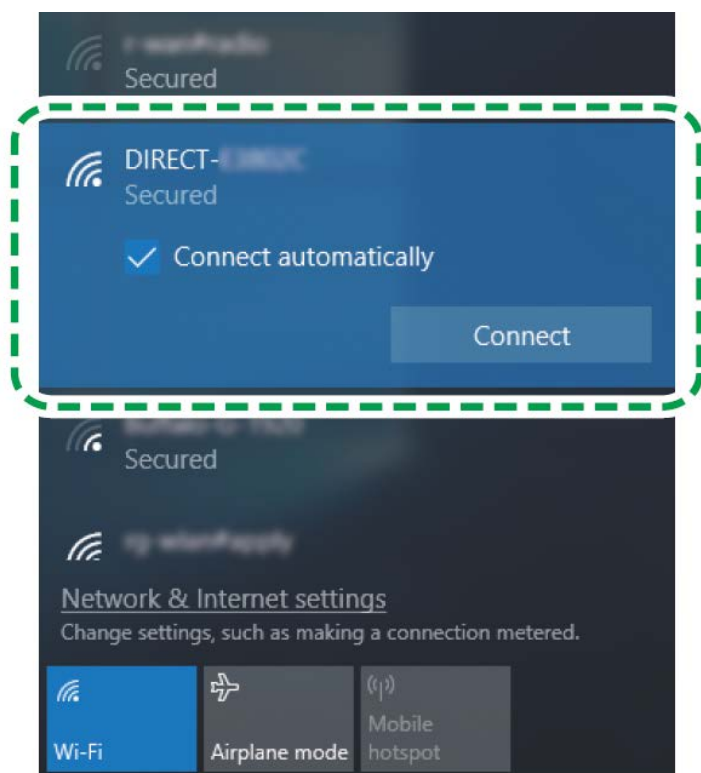 Secured
DIRECT-
Secured
Connect automatically
Connect
Secured
Network & Internet settings
Change settings, such as making a connection metered.
Wi-Fi
Airplane mode
Mobile
hotspot